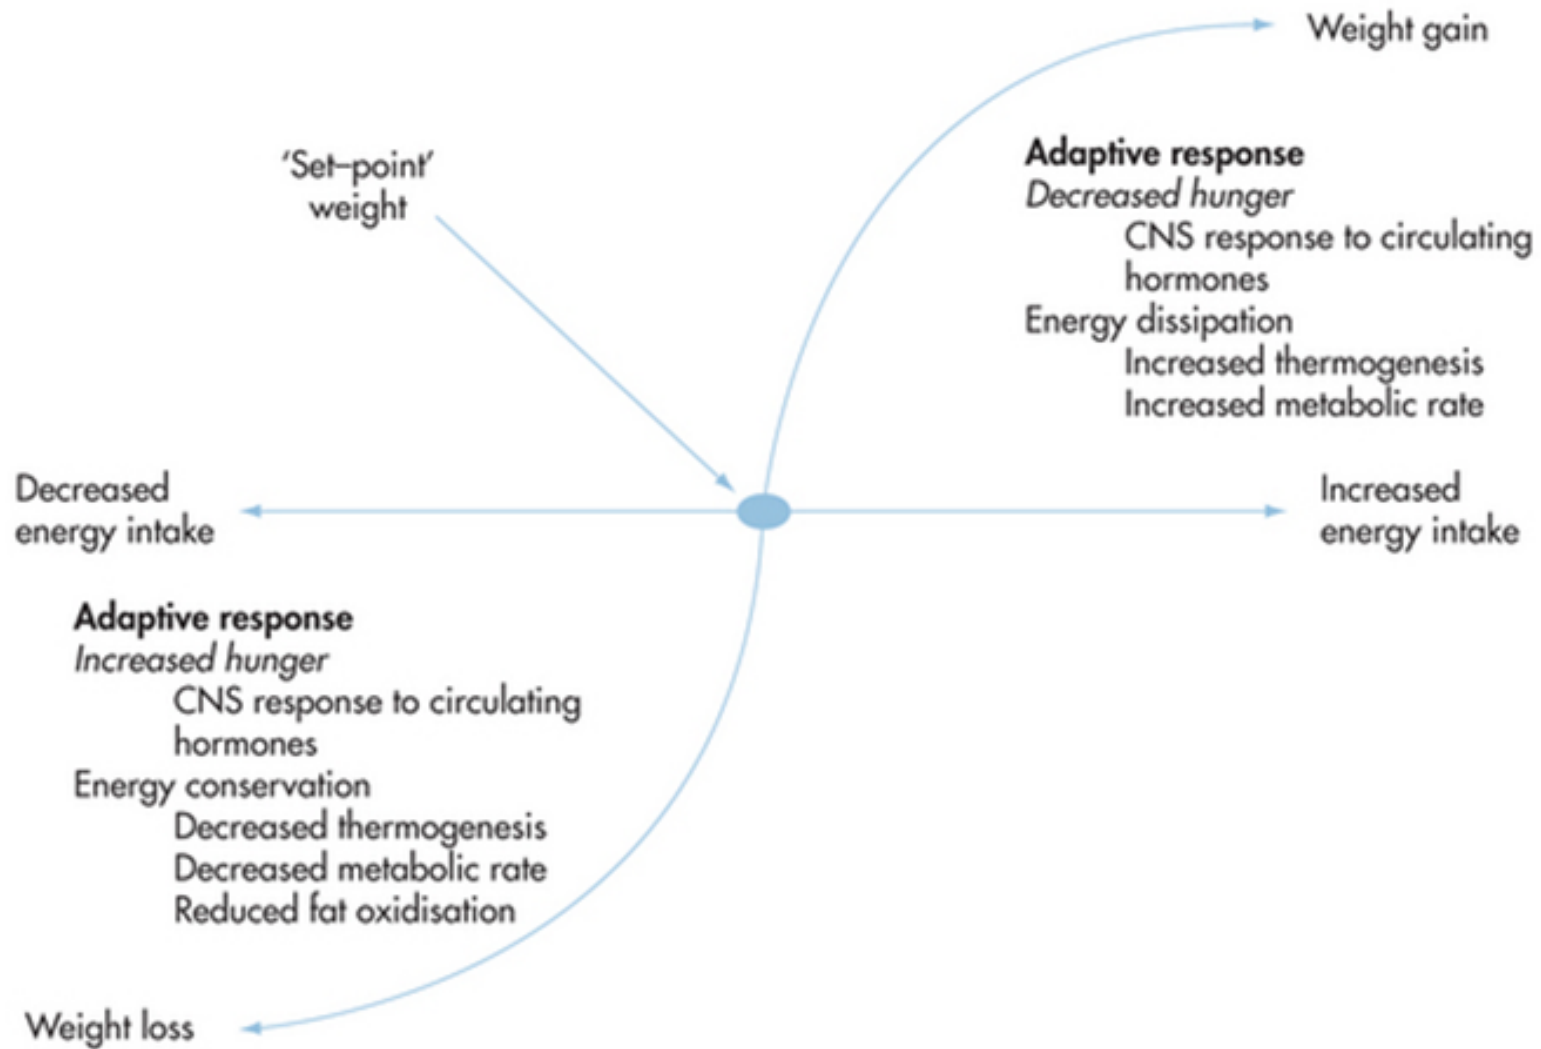 Weight gain
‘Set–point’
weight
Adaptive response
Decreased hunger
CNS response to circulating
hormones
Energy dissipation
Increased thermogenesis
Increased metabolic rate
Decreased
energy intake
Increased
energy intake
Adaptive response
Increased hunger
CNS response to circulating
hormones
Energy conservation
Decreased thermogenesis
Decreased metabolic rate
Reduced fat oxidisation
Weight loss